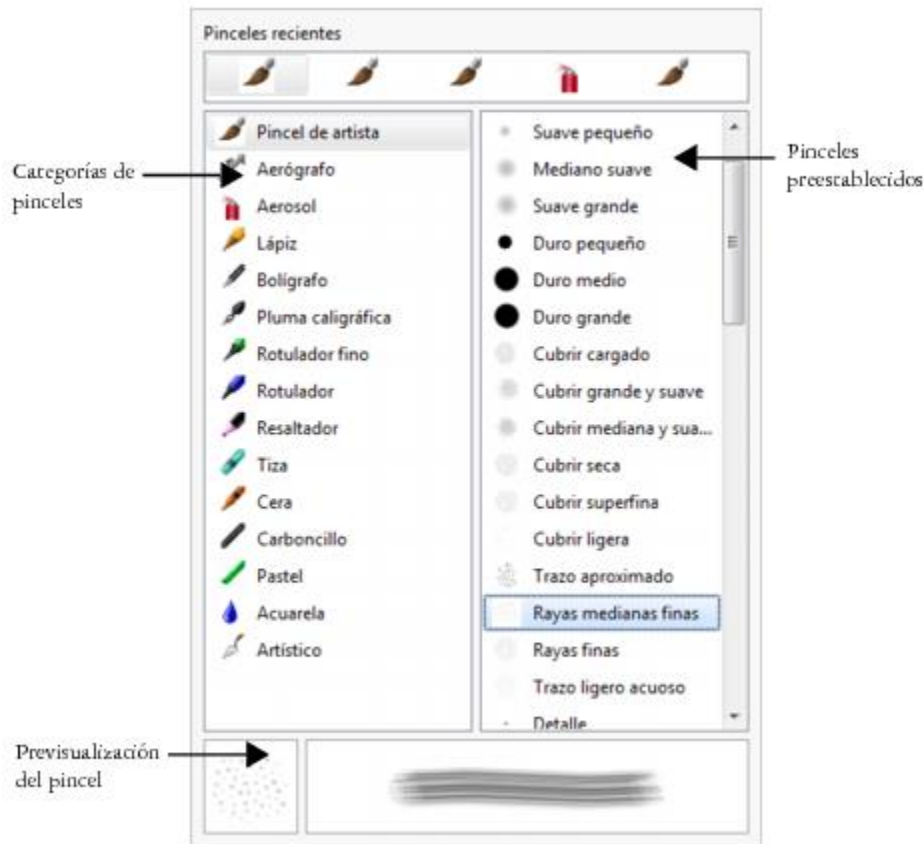 Pinceles recientes
Pincel de artista
Aerógrafo
Aerosol
Lápiz
Bolígrafo
Pluma caligráfica
Rotulador fino
Rotulador
Resaltador
Tiza
Cera
Carboncillo
Pastel
Acuarela
Artístico
Suave pequeño
Mediano suave
Suave grande
Duro pequeño
Duro medio
Duro grande
Cubrir cargado
Cubrir grande y suave
Cubrir mediana y sua...
Cubrir seca
Cubrir superfina
Cubrir ligera
Trazo aproximado
Rayas medianas finas
Rayas finas
Trazo ligero acuoso
Detalle
Categorías de
pinceles
Pinceles
preestablecidos
Previsualización
del pincel